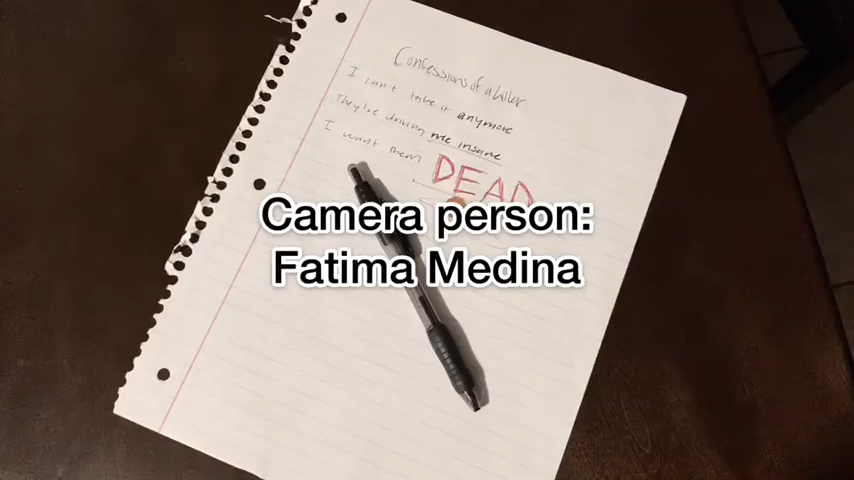 Confessions of a killer
I can't take it anymore
They're driving me insane
I want them DEAD
Camera person:
Fatima Medina